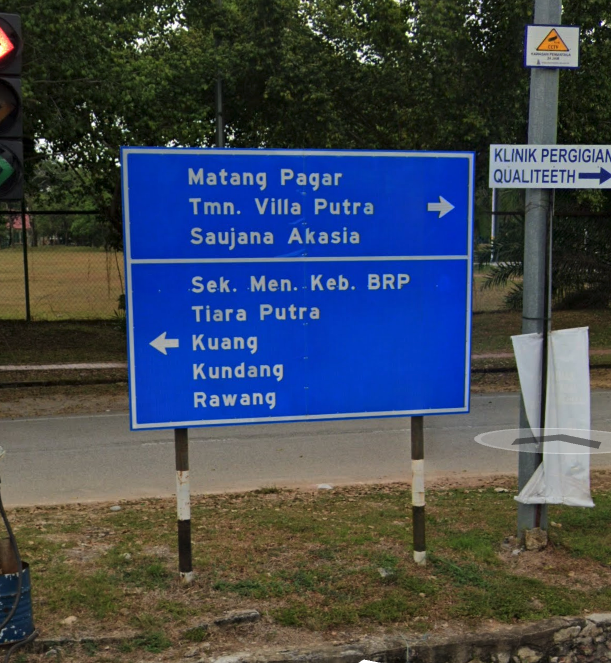 CCTV
KLINIK PERGIGIAN
QUALITEETH
Matang Pagar
Tmn. Villa Putra
Saujana Akasia
Sek. Men. Keb. BRP
Tiara Putra
Kuang
Kundang
Rawang